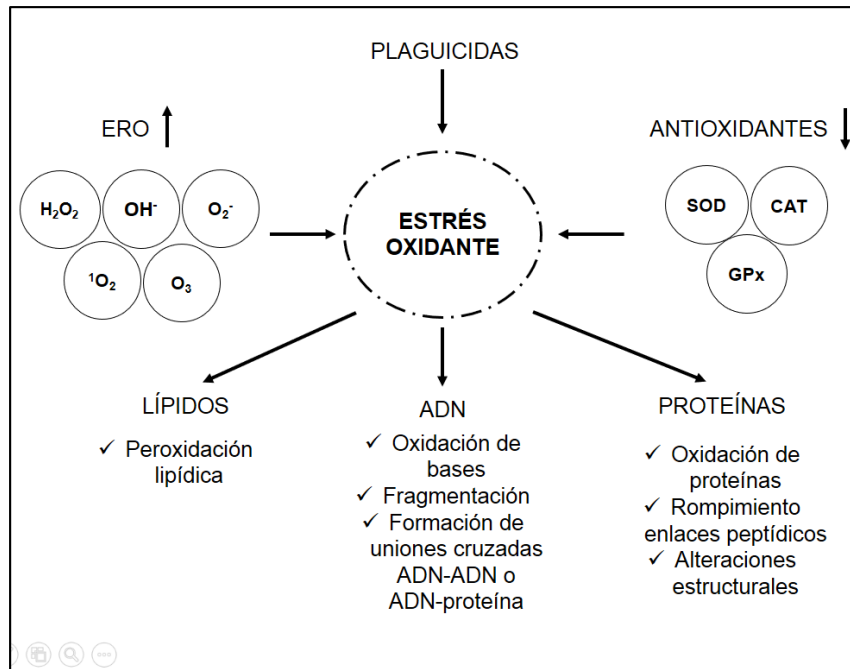 PLAGUICIDAS
ERO
ANTIOXIDANTES
H₂O₂
OH⁻
O₂⁻
¹O₂
O₃
ESTRÉS
OXIDANTE
SOD
CAT
GPx
LÍPIDOS
✓ Peroxidación
lipídica
ADN
✓ Oxidación de
bases
✓ Fragmentación
✓ Formación de
uniones cruzadas
ADN-ADN o
ADN-proteína
PROTEÍNAS
✓ Oxidación de
proteínas
✓ Rompimiento
enlaces peptídicos
✓ Alteraciones
estructurales